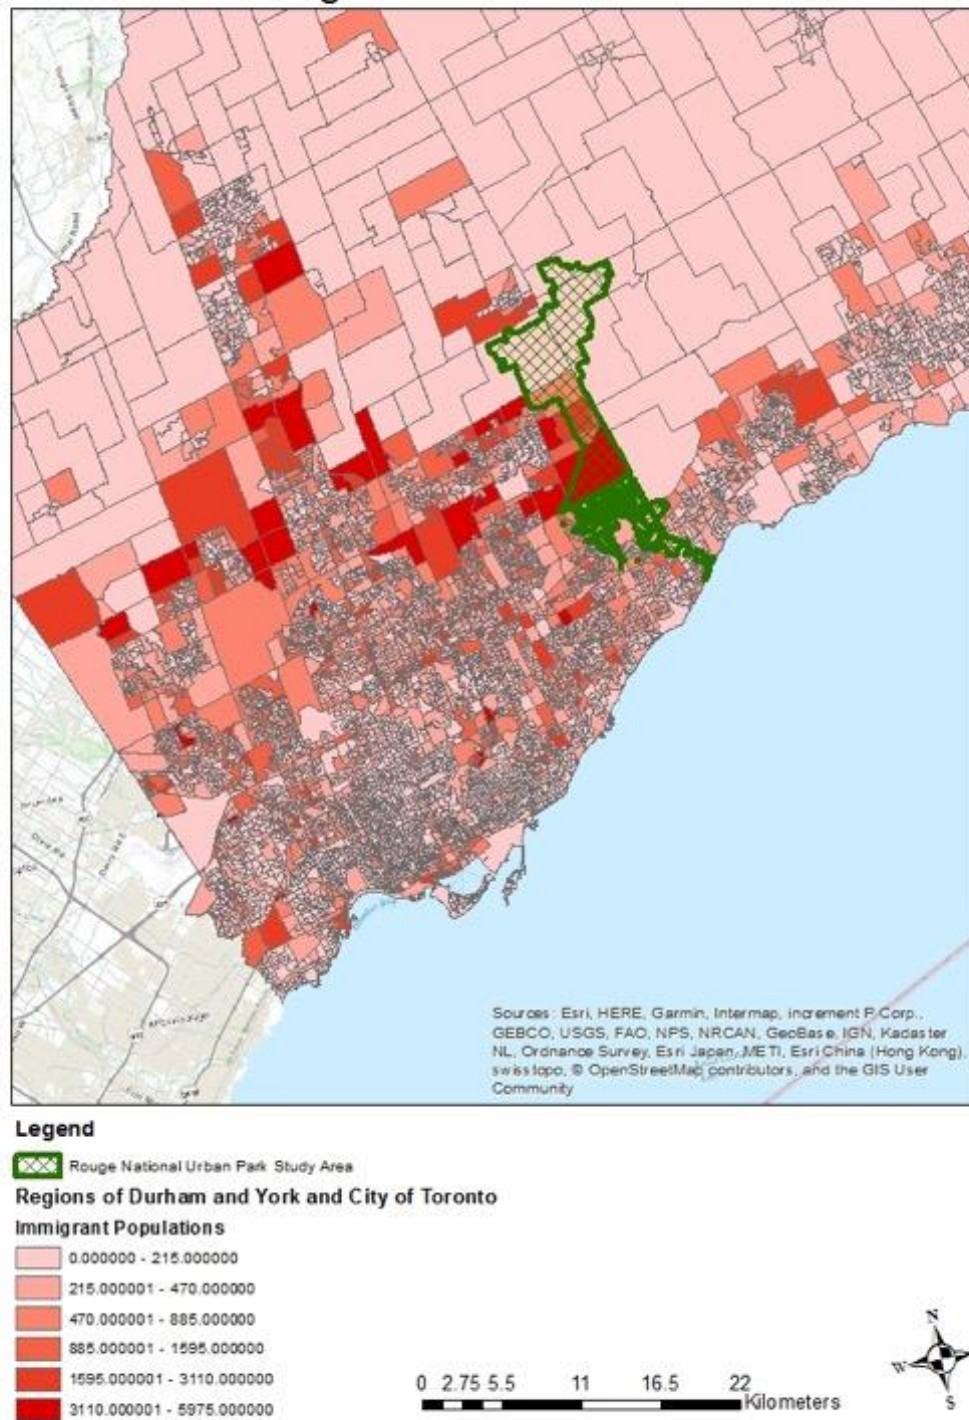 Sources: Esri, HERE, Garmin, Intermap, increment P Corp.,
GEBCO, USGS, FAO, NPS, NRCAN, GeoBase, IGN, Kadaster
NL, Ordnance Survey, Esri Japan, METI, Esri China (Hong Kong),
swisstopo, © OpenStreetMap contributors, and the GIS User
Community
Legend
Rouge National Urban Park Study Area
Regions of Durham and York and City of Toronto
Immigrant Populations
0.000000 - 215.000000
215.000001 - 470.000000
470.000001 - 885.000000
885.000001 - 1595.000000
1595.000001 - 3110.000000
3110.000001 - 5975.000000
0 2.75 5.5 11 16.5 22
Kilometers
N
W
S